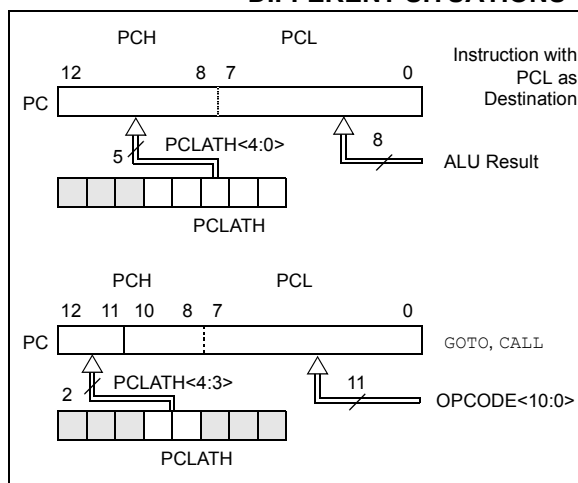 DIFFERENT SITUATIONS
PCH PCL
12 8 7 0
Instruction with
PCL as
Destination
PC
PCLATH<4:0>
5
8
ALU Result
PCLATH
PCH PCL
12 11 10 8 7 0
PC
GOTO, CALL
PCLATH<4:3>
2
11
OPCODE<10:0>
PCLATH